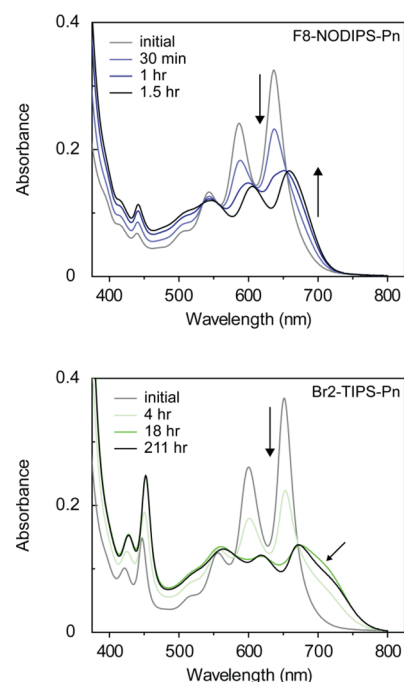 F8-NODIPS-Pn
initial
30 min
1 hr
1.5 hr
0.4
0.2
0
Absorbance
400 500 600 700 800
Wavelength (nm)
Br2-TIPS-Pn
initial
4 hr
18 hr
211 hr
0.4
0.2
0
Absorbance
400 500 600 700 800
Wavelength (nm)